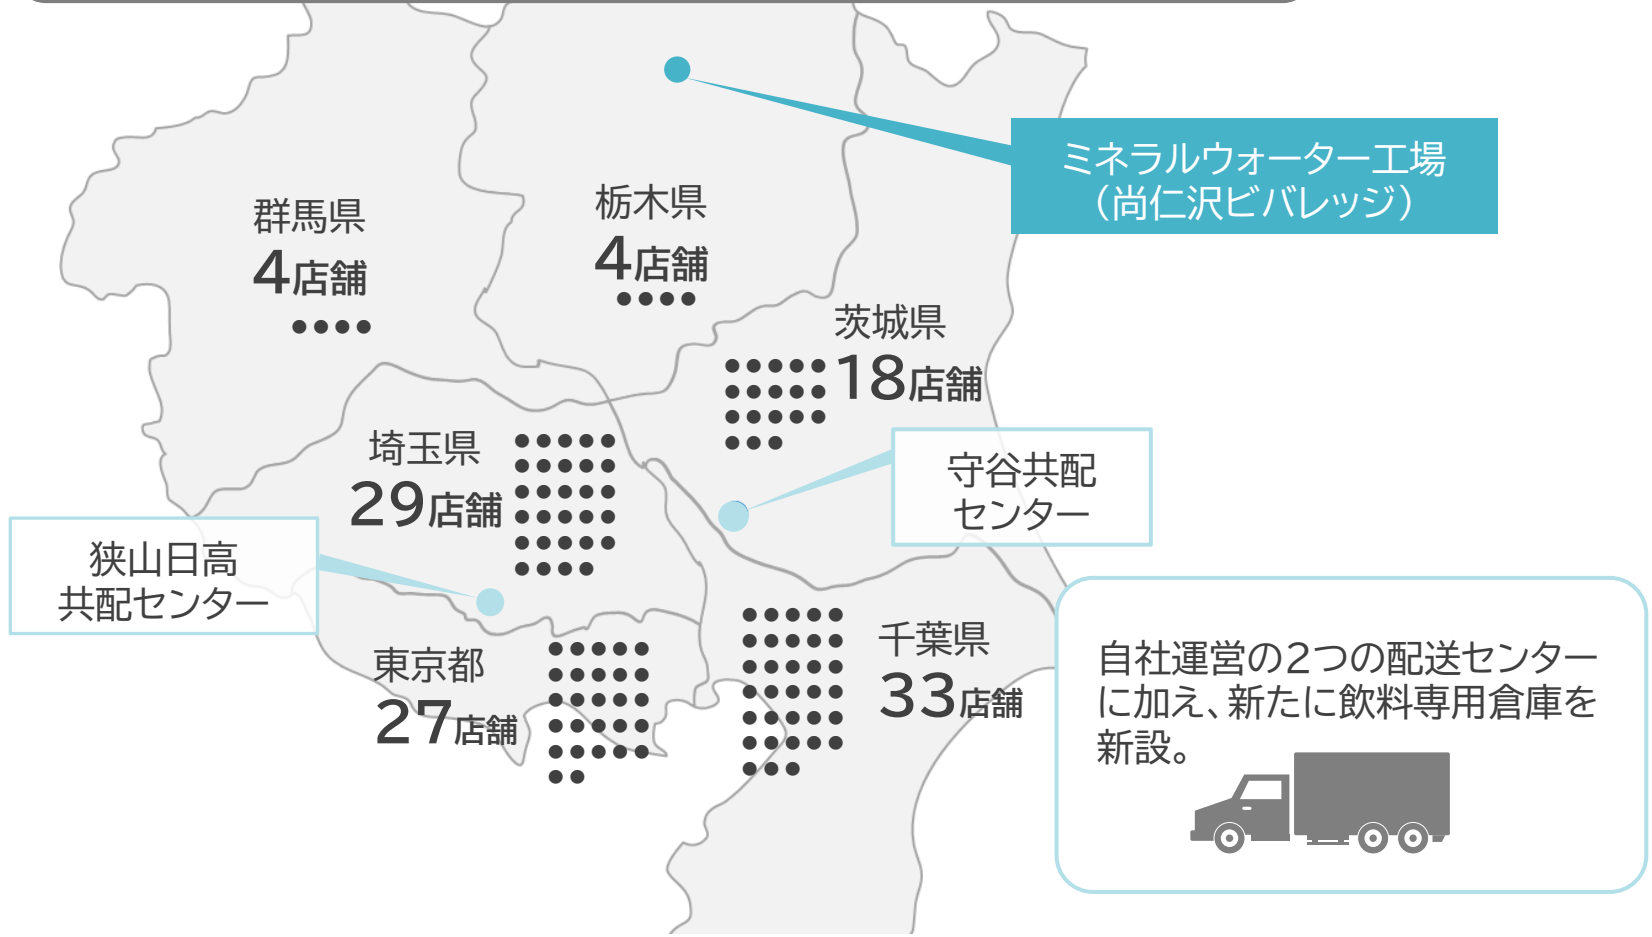 ミネラルウォーター工場
（尚仁沢ビバレッジ）
群馬県
4店舗
栃木県
4店舗
茨城県
18店舗
埼玉県
29店舗
守谷共配
センター
狭山日高
共配センター
東京都
27店舗
千葉県
33店舗
自社運営の2つの配送センター
に加え、新たに飲料専用倉庫を
新設。